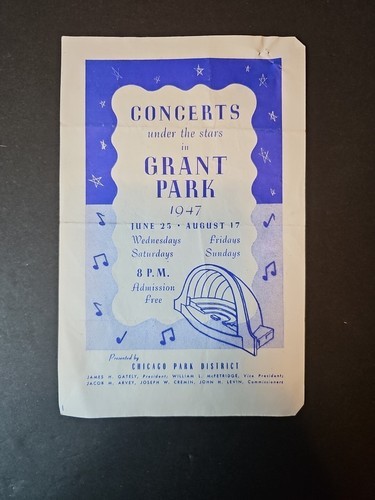 CONCERTS
under the stars
in
GRANT
PARK
1947
JUNE 25 • AUGUST 17
Wednesdays Fridays
Saturdays Sundays
8 P.M.
Admission
Free
Presented by
CHICAGO PARK DISTRICT
JAMES H. GATELY, President; WILLIAM L. McFETRIDGE, Vice President;
JACOB M. ARVEY, JOSEPH W. CREMIN, JOHN N. LEVIN, Commissioners